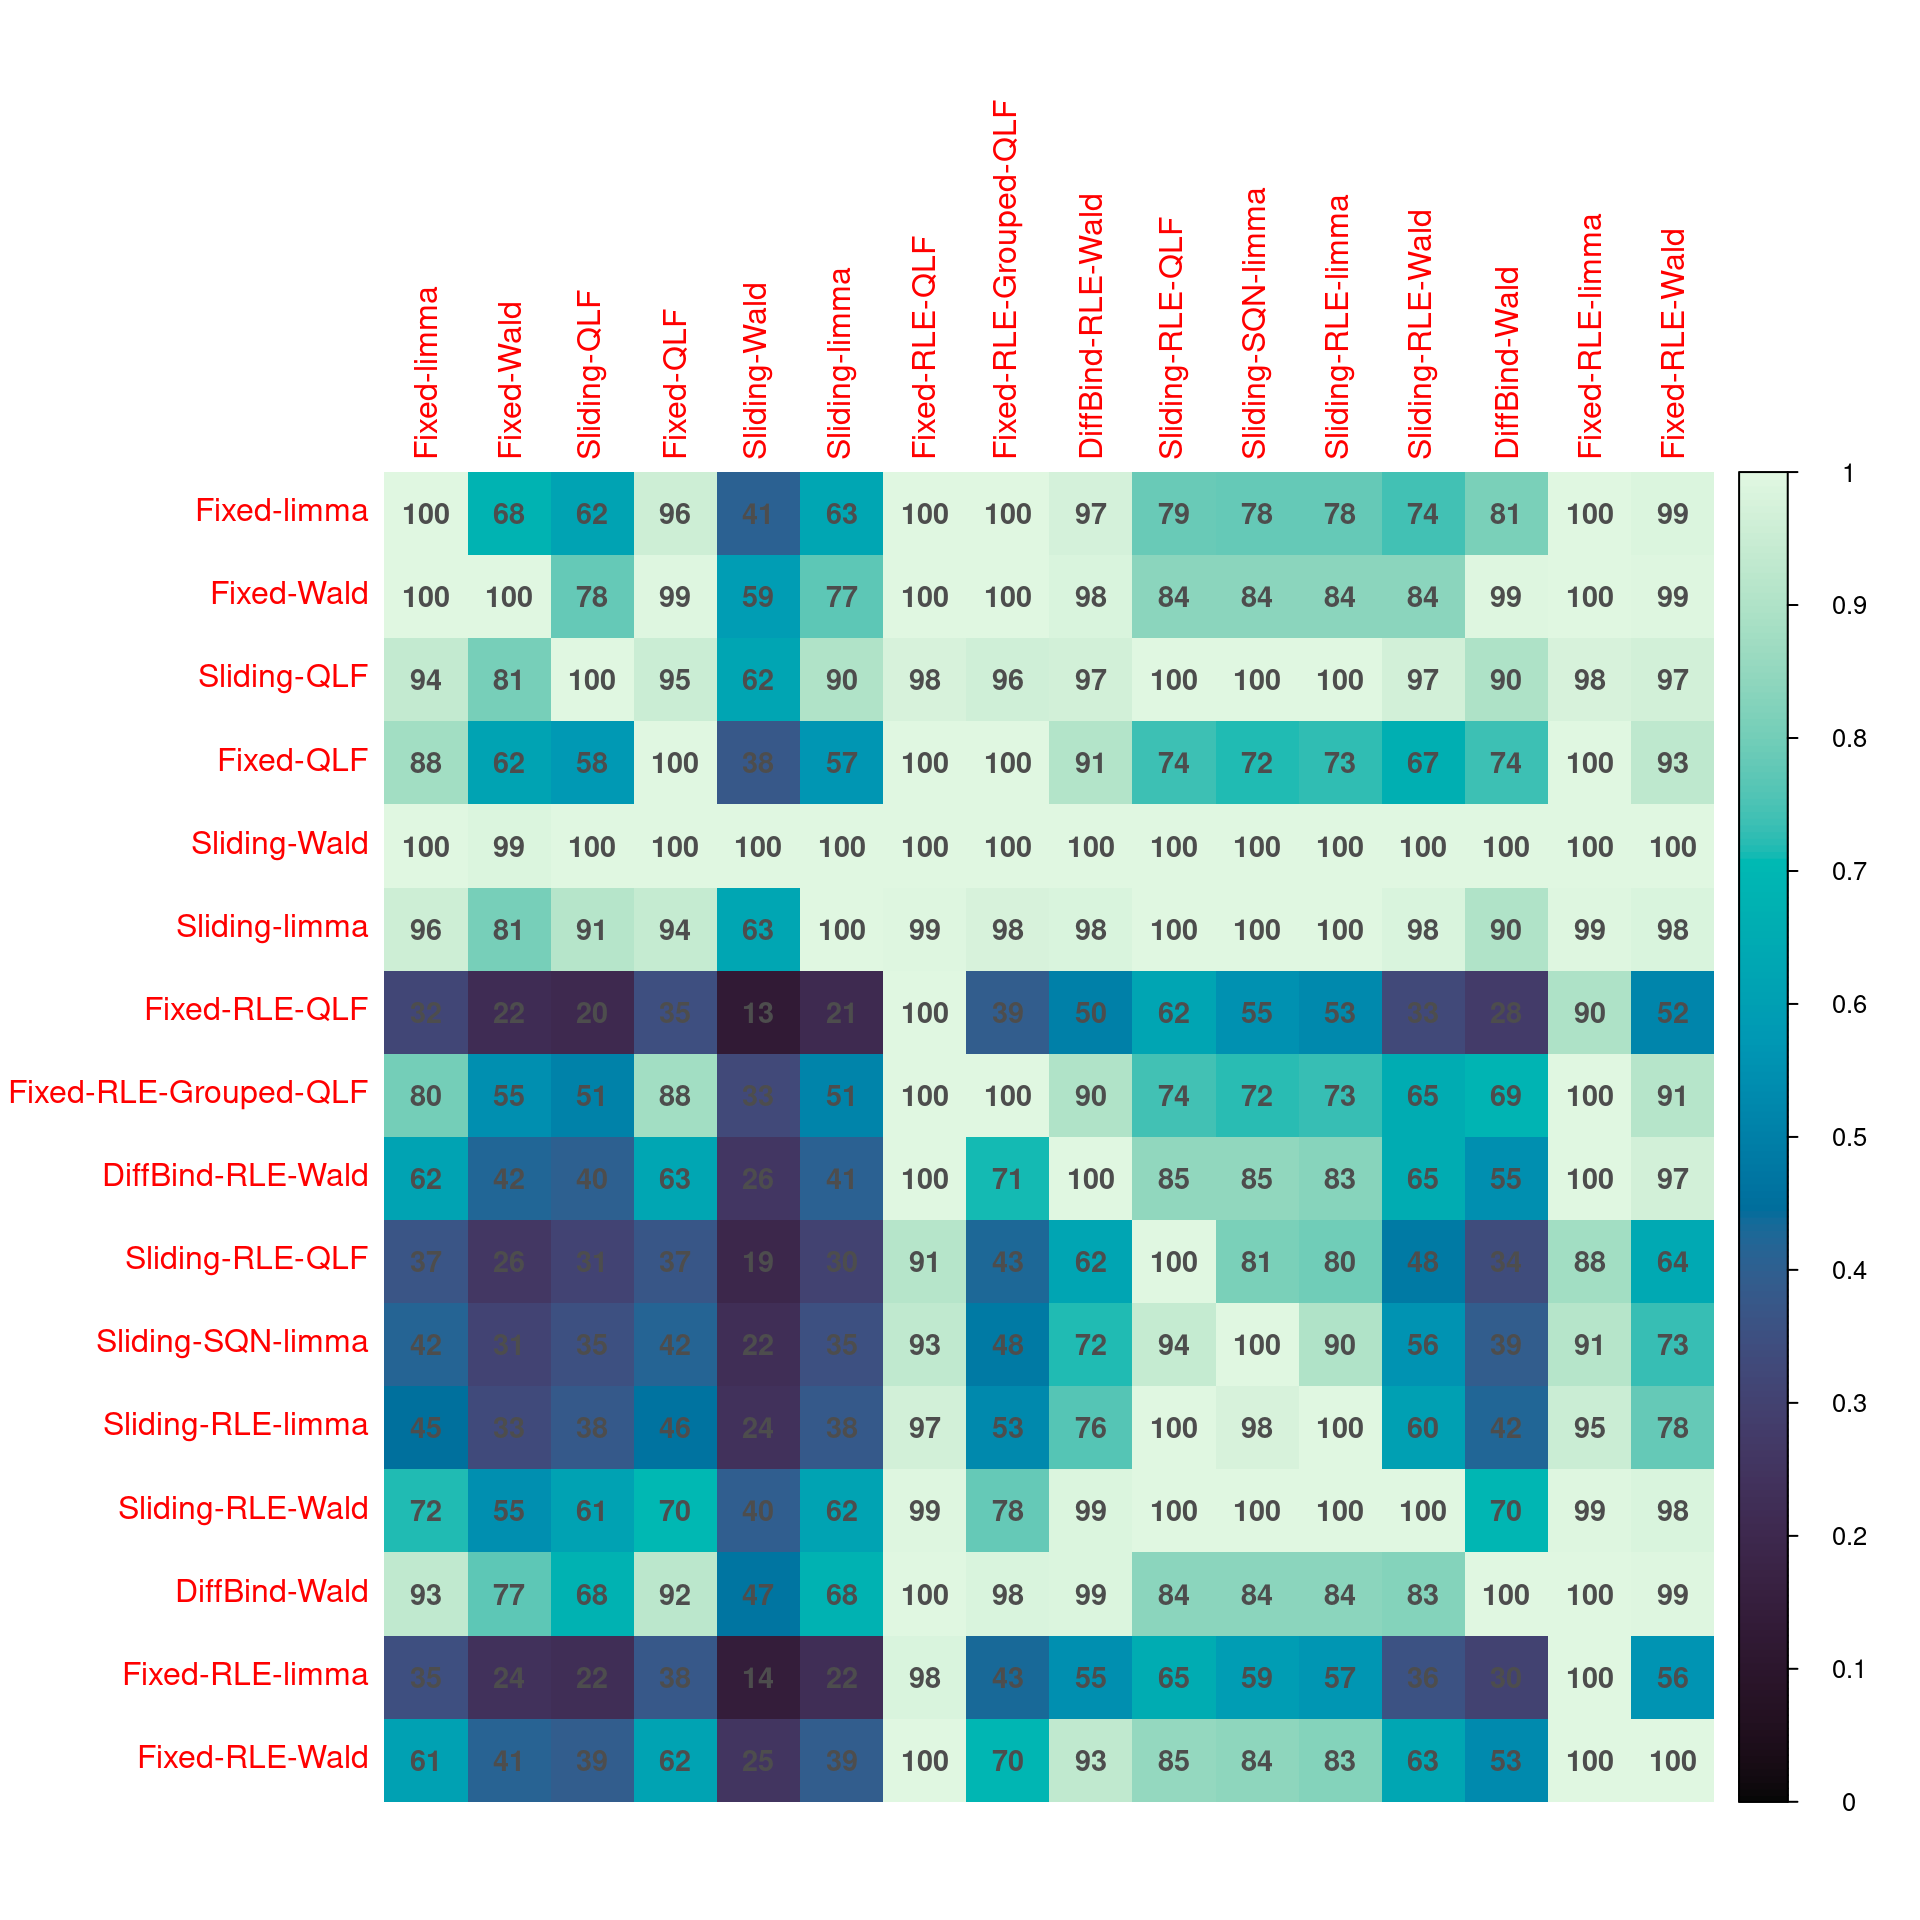 Fixed-limma
Fixed-Wald
Sliding-QLF
Fixed-QLF
Sliding-Wald
Sliding-limma
Fixed-RLE-QLF
Fixed-RLE-Grouped-QLF
DiffBind-RLE-Wald
Sliding-RLE-QLF
Sliding-SQN-limma
Sliding-RLE-limma
Sliding-RLE-Wald
DiffBind-Wald
Fixed-RLE-limma
Fixed-RLE-Wald
Fixed-limma 100 68 62 96 41 63 100 100 97 79 78 78 74 81 100 99
Fixed-Wald 100 100 78 99 59 77 100 100 98 84 84 84 84 99 100 99
Sliding-QLF 94 81 100 95 62 90 98 96 97 100 100 100 97 90 98 97
Fixed-QLF 88 62 58 100 38 57 100 100 91 74 72 73 67 74 100 93
Sliding-Wald 100 99 100 100 100 100 100 100 100 100 100 100 100 100 100 100
Sliding-limma 96 81 91 94 63 100 99 98 98 100 100 100 98 90 99 98
Fixed-RLE-QLF 32 22 20 35 13 21 100 39 50 62 55 53 33 28 90 52
Fixed-RLE-Grouped-QLF 80 55 51 88 33 51 100 100 90 74 72 73 65 69 100 91
DiffBind-RLE-Wald 62 42 40 63 26 41 100 71 100 85 85 83 65 55 100 97
Sliding-RLE-QLF 37 26 31 37 19 30 91 43 62 100 81 80 48 34 88 64
Sliding-SQN-limma 42 31 35 42 22 35 93 48 72 94 100 90 56 39 91 73
Sliding-RLE-limma 45 33 38 46 24 38 97 53 76 100 98 100 60 42 95 78
Sliding-RLE-Wald 72 55 61 70 40 62 99 78 99 100 100 100 100 70 99 98
DiffBind-Wald 93 77 68 92 47 68 100 98 99 84 84 84 83 100 100 99
Fixed-RLE-limma 35 24 22 38 14 22 98 43 55 65 59 57 36 30 100 56
Fixed-RLE-Wald 61 41 39 62 25 39 100 70 93 85 84 83 63 53 100 100
1
0.9
0.8
0.7
0.6
0.5
0.4
0.3
0.2
0.1
0